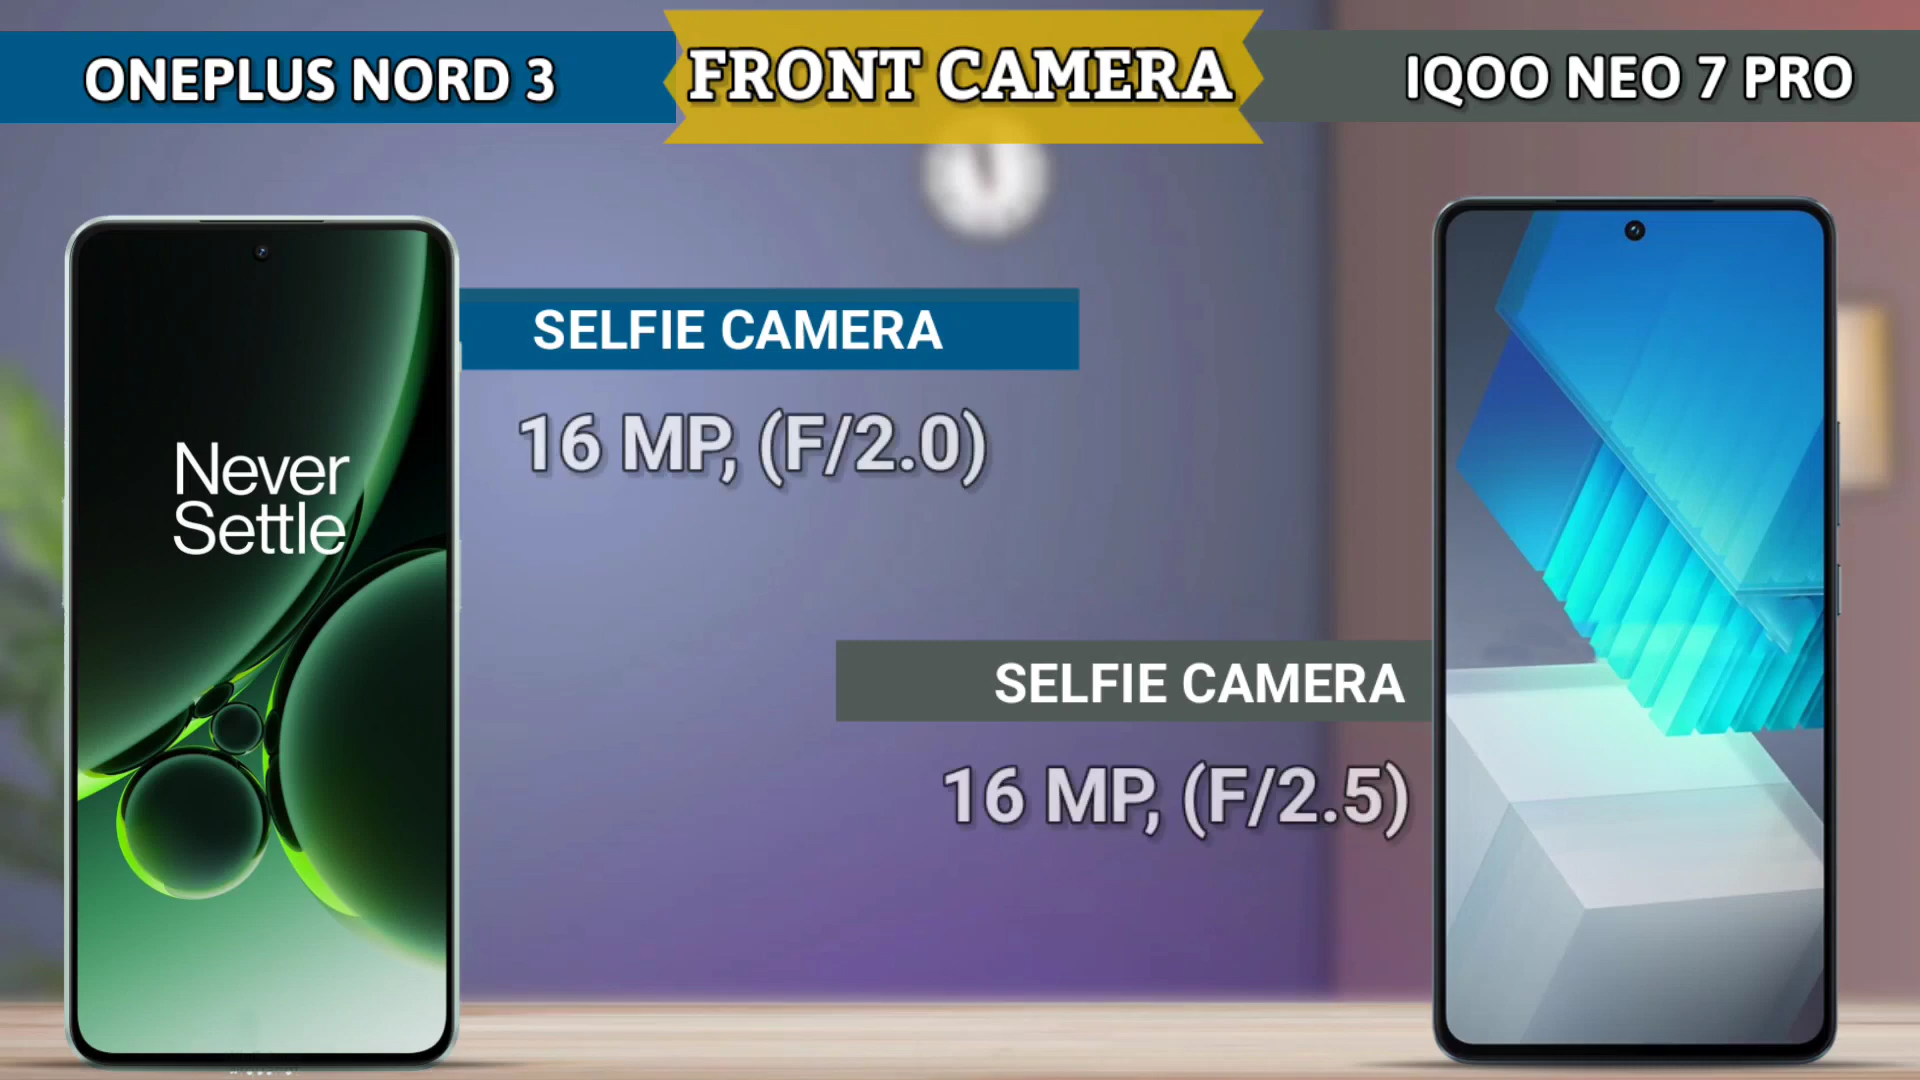 ONEPLUS NORD 3
FRONT CAMERA
IQOO NEO 7 PRO
SELFIE CAMERA
16 MP, (F/2.0)
Never
Settle
SELFIE CAMERA
16 MP, (F/2.5)